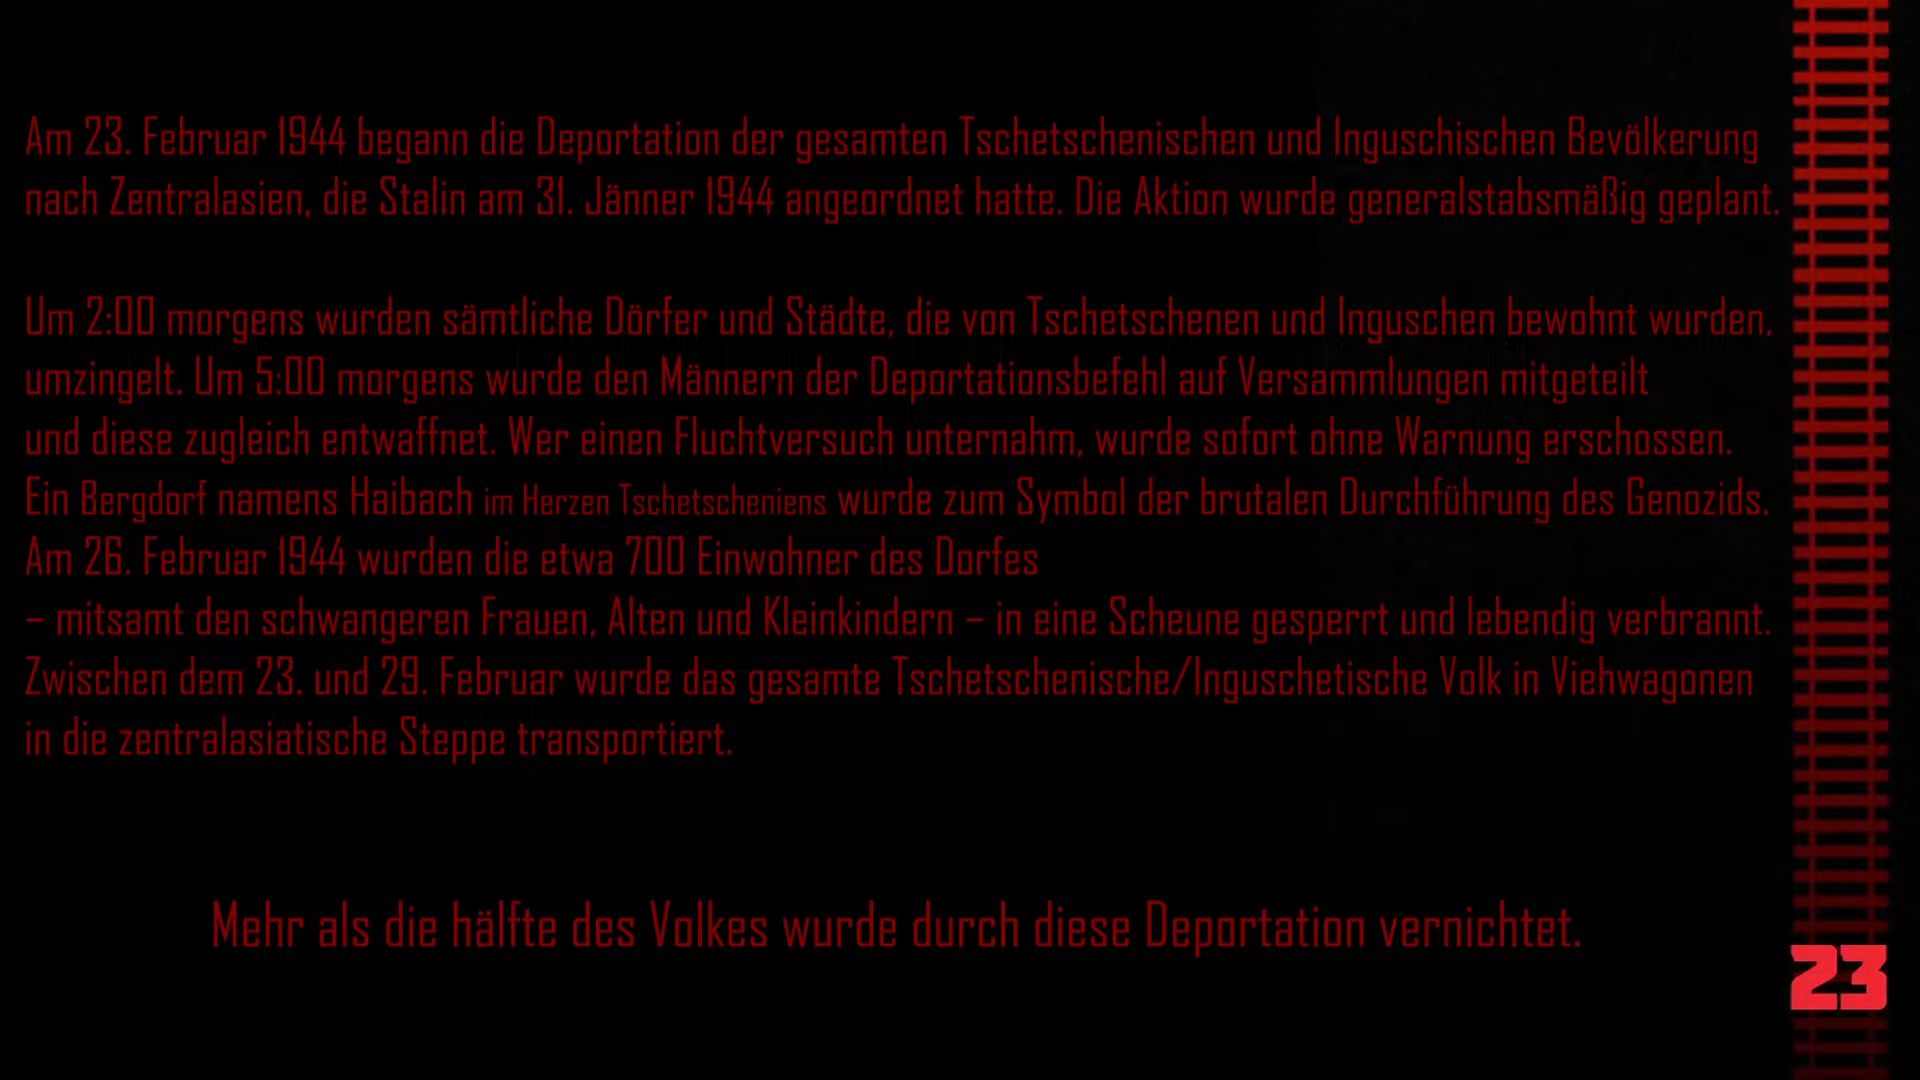 Am 23. Februar 1944 begann die Deportation der gesamten Tschetschenischen und Inguschischen Bevölkerung
nach Zentralasien, die Stalin am 31. Jänner 1944 angeordnet hatte. Die Aktion wurde generalstabsmäßig geplant.
Um 2:00 morgens wurden sämtliche Dörfer und Städte, die von Tschetschenen und Inguschen bewohnt wurden,
umzingelt. Um 5:00 morgens wurde den Männern der Deportationsbefehl auf Versammlungen mitgeteilt
und diese zugleich entwaffnet. Wer einen Fluchtversuch unternahm, wurde sofort ohne Warnung erschossen.
Ein Bergdorf namens Haibach im Herzen Tschetscheniens wurde zum Symbol der brutalen Durchführung des Genozids.
Am 26. Februar 1944 wurden die etwa 700 Einwohner des Dorfes
– mitsamt den schwangeren Frauen, Alten und Kleinkindern – in eine Scheune gesperrt und lebendig verbrannt.
Zwischen dem 23. und 29. Februar wurde das gesamte Tschetschenische/Inguschetische Volk in Viehwagonen
in die zentralasiatische Steppe transportiert.
Mehr als die hälfte des Volkes wurde durch diese Deportation vernichtet.
23